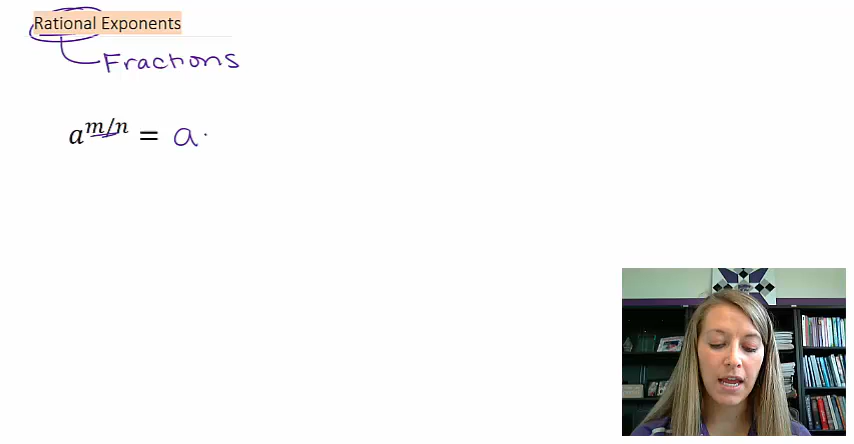 Rational Exponents
Fractions
a^{m/n} = a